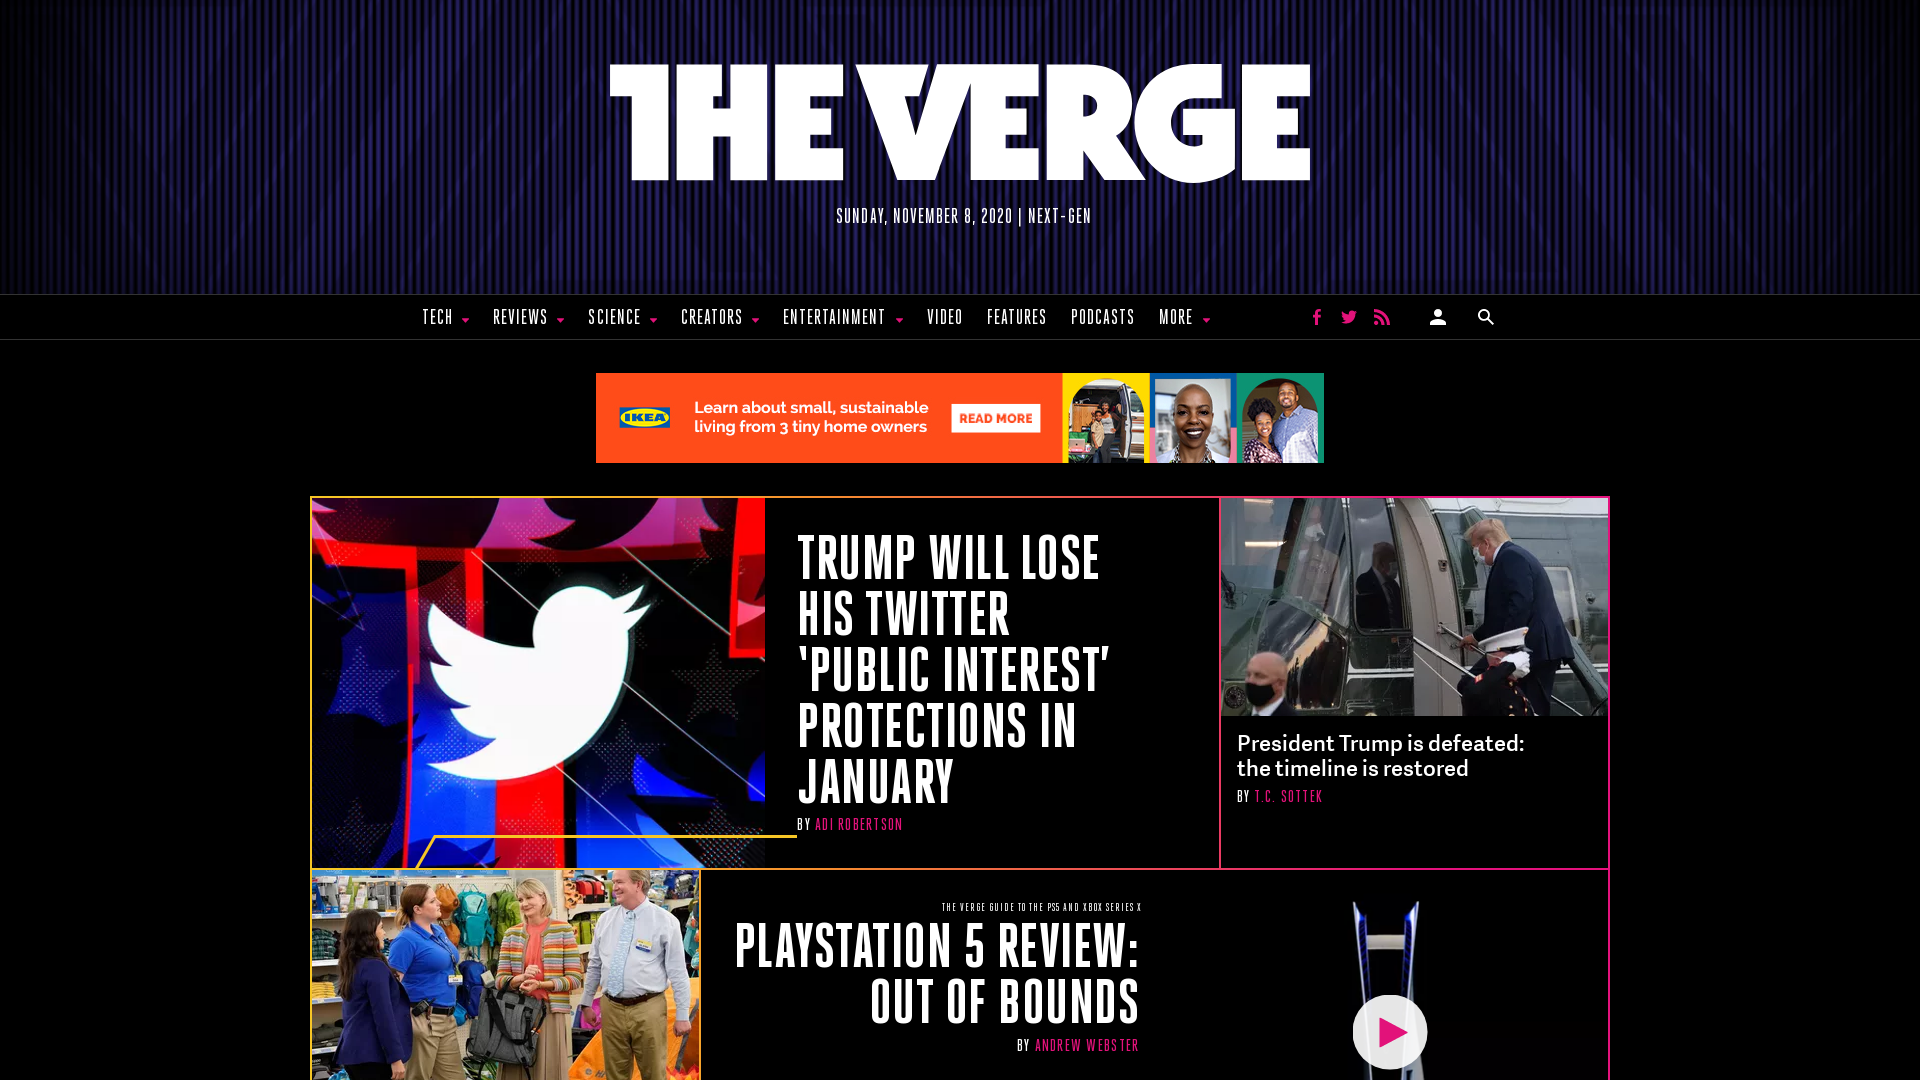 THE VERGE
SUNDAY, NOVEMBER 8, 2020 | NEXT-GEN
TECH REVIEWS SCIENCE CREATORS ENTERTAINMENT VIDEO FEATURES PODCASTS MORE
IKEA
Learn about small, sustainable
living from 3 tiny home owners
READ MORE
TRUMP WILL LOSE
HIS TWITTER
‘PUBLIC INTEREST’
PROTECTIONS IN
JANUARY
BY ADI ROBERTSON
President Trump is defeated:
the timeline is restored
BY T.C. SOTTEK
THE VERGE GUIDE TO THE PS5 AND XBOX SERIES X
PLAYSTATION 5 REVIEW:
OUT OF BOUNDS
BY ANDREW WEBSTER